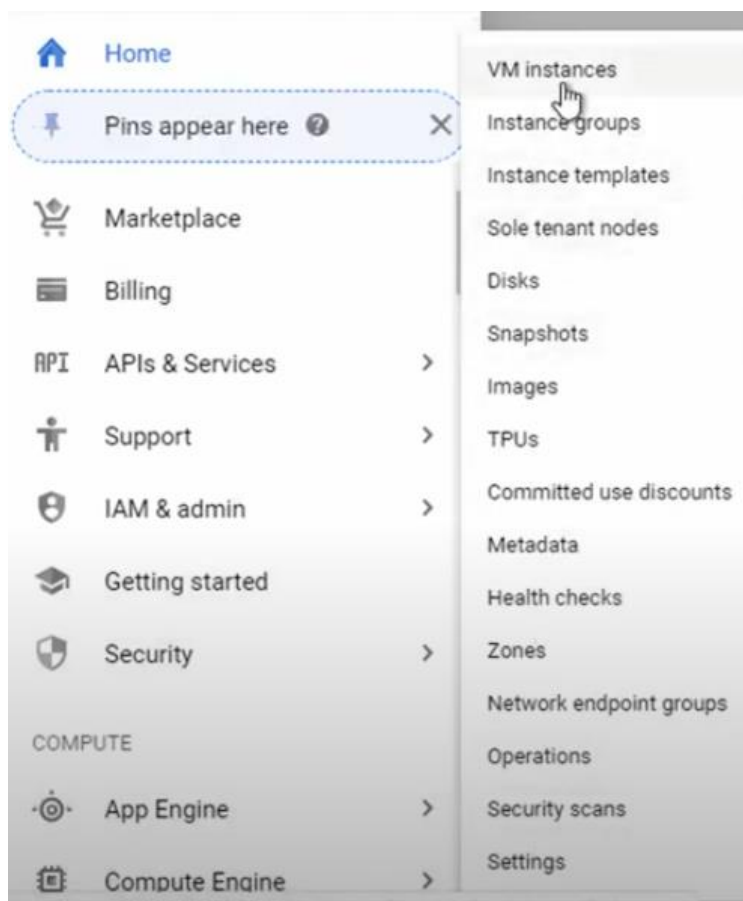 Home
Pins appear here
Marketplace
Billing
API APIs & Services
Support
IAM & admin
Getting started
Security
COMPUTE
App Engine
Compute Engine
VM instances
Instance groups
Instance templates
Sole tenant nodes
Disks
Snapshots
Images
TPUs
Committed use discounts
Metadata
Health checks
Zones
Network endpoint groups
Operations
Security scans
Settings